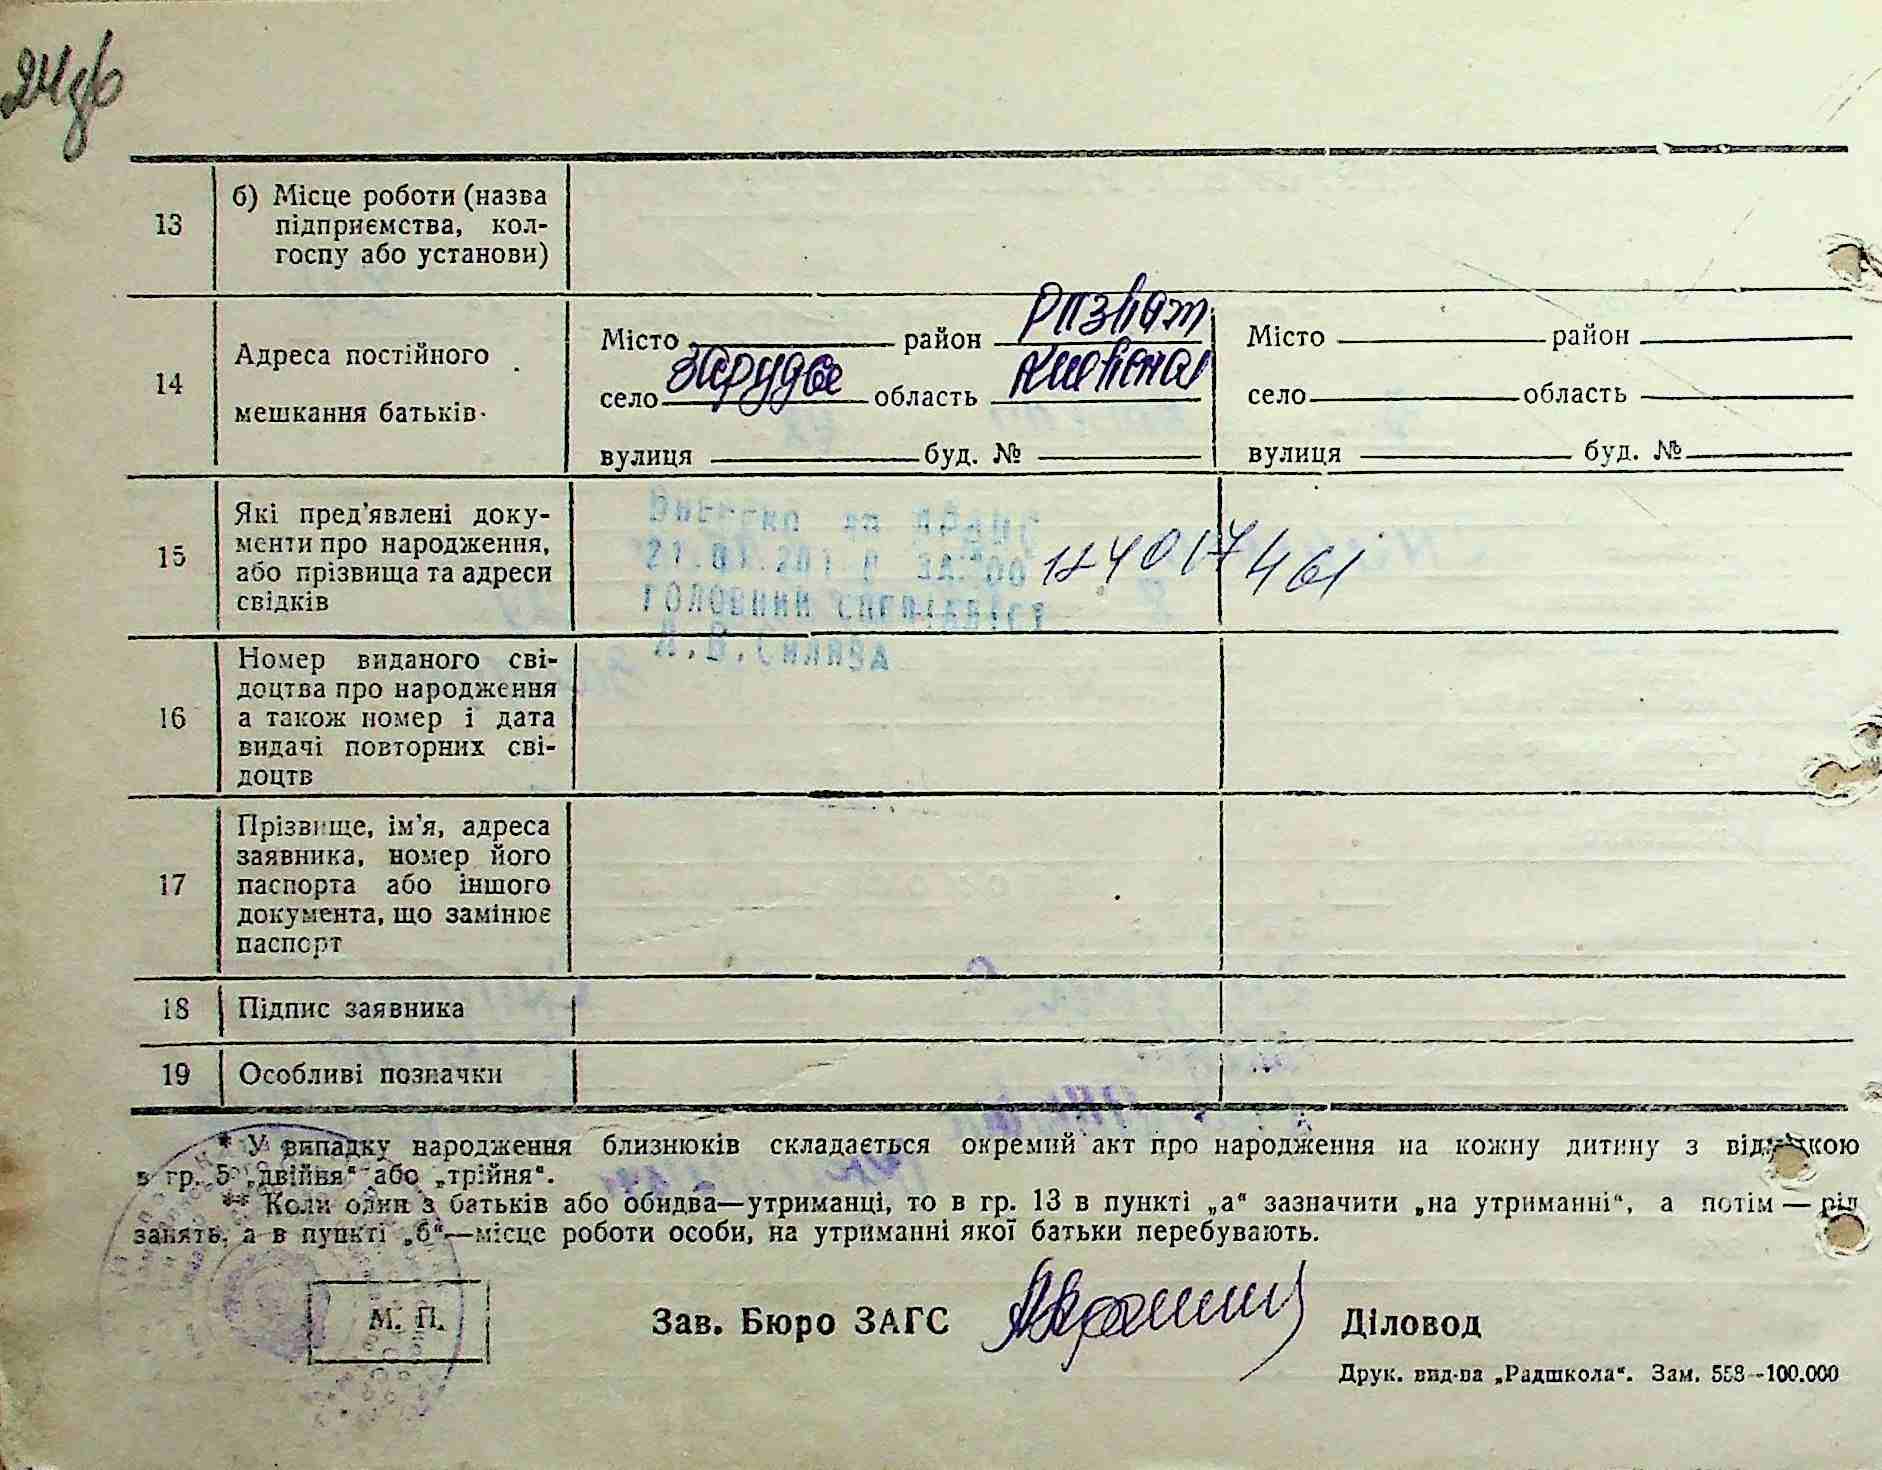 24зв
13
б) Місце роботи (назва
підприємства, кол-
госпу або установи)
14
Адреса постійного
мешкання батьків
Місто район Розваж
село Зарудье область Киевская
вулиця буд. №
Місто район
село область
вулиця буд. №
15
Які пред'явлені доку-
менти про народження,
або прізвища та адреси
свідків
за
ГОЛОВНИЙ спеціаліст
А.В.
16
Номер виданого сві-
доцтва про народження
а також номер і дата
видачі повторних сві-
доцтв
17
Прізвище, ім'я, адреса
заявника, номер його
паспорта або іншого
документа, що замінює
паспорт
18 Підпис заявника
19 Особливі позначки
* У випадку народження близнюків складається окремий акт про народження на кожну дитину з відміткою
в гр. 5 „двійня“ або „трійня“.
** Коли один з батьків або обидва—утриманці, то в гр. 13 в пункті „а“ зазначити „на утриманні“, а потім — рід
занять, а в пункті „б“—місце роботи особи, на утриманні якої батьки перебувають.
М. П.
Зав. Бюро ЗАГС Діловод
Друк. вид-ва „Радшкола“. Зам. 558--100.000